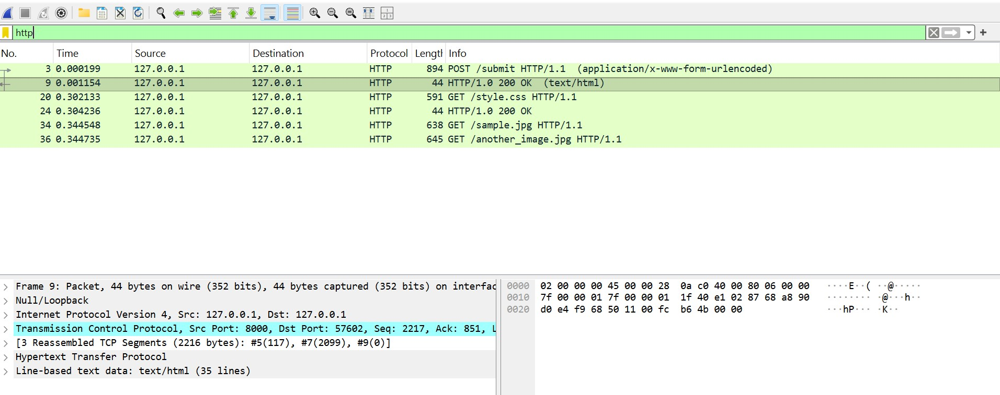 http
No. Time Source Destination Protocol Length Info
3 0.000199 127.0.0.1 127.0.0.1 HTTP 894 POST /submit HTTP/1.1 (application/x-www-form-urlencoded)
9 0.001154 127.0.0.1 127.0.0.1 HTTP 44 HTTP/1.0 200 OK (text/html)
20 0.302133 127.0.0.1 127.0.0.1 HTTP 591 GET /style.css HTTP/1.1
24 0.304236 127.0.0.1 127.0.0.1 HTTP 44 HTTP/1.0 200 OK
34 0.344548 127.0.0.1 127.0.0.1 HTTP 638 GET /sample.jpg HTTP/1.1
36 0.344735 127.0.0.1 127.0.0.1 HTTP 645 GET /another_image.jpg HTTP/1.1
Frame 9: Packet, 44 bytes on wire (352 bits), 44 bytes captured (352 bits) on interfac
Null/Loopback
Internet Protocol Version 4, Src: 127.0.0.1, Dst: 127.0.0.1
Transmission Control Protocol, Src Port: 8000, Dst Port: 57602, Seq: 2217, Ack: 851, L
[3 Reassembled TCP Segments (2216 bytes): #5(117), #7(2099), #9(0)]
Hypertext Transfer Protocol
Line-based text data: text/html (35 lines)
0000 02 00 00 00 45 00 00 28 0a c0 40 00 80 06 00 00 ····E··( ··@·····
0010 7f 00 00 01 7f 00 00 01 1f 40 e1 02 87 68 a8 90 ········ ·@···h··
0020 d0 e4 f9 68 50 11 00 fc b6 4b 00 00 ···hP··· ·K··